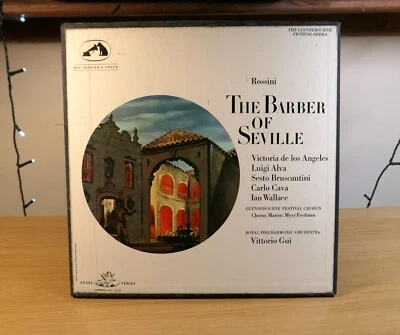 THE GLYNDEBOURNE
FESTIVAL OPERA
HIS MASTER'S VOICE
Rossini
THE BARBER
OF
SEVILLE
Victoria de los Angeles
Luigi Alva
Sesto Bruscantini
Carlo Cava
Ian Wallace
GLYNDEBOURNE FESTIVAL CHORUS
Chorus Master: Myer Fredman
ROYAL PHILHARMONIC ORCHESTRA
Vittorio Gui
ANGEL SERIES